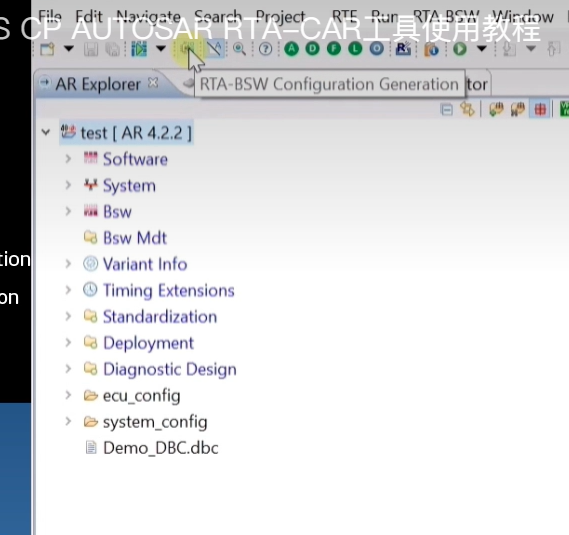 File Edit Navigate Search Project RTE Run RTA-BSW Window
S CP AUTOSAR RTA-CAR工具使用教程
AR Explorer
RTA-BSW Configuration Generation
tor
test [ AR 4.2.2 ]
Software
System
Bsw
Bsw Mdt
Variant Info
Timing Extensions
Standardization
Deployment
Diagnostic Design
ecu_config
system_config
Demo_DBC.dbc
tion
on